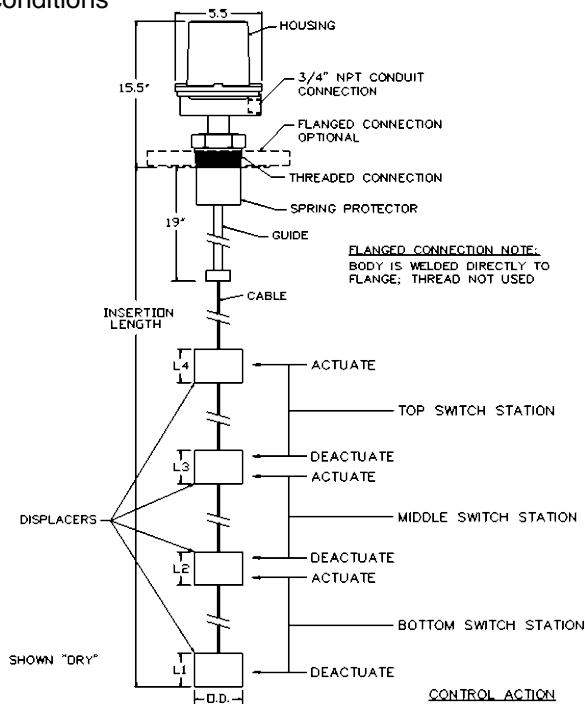 conditions
5.5
HOUSING
15.5"
3/4" NPT CONDUIT
CONNECTION
FLANGED CONNECTION
OPTIONAL
THREADED CONNECTION
SPRING PROTECTOR
19"
GUIDE
FLANGED CONNECTION NOTE:
BODY IS WELDED DIRECTLY TO
FLANGE; THREAD NOT USED
CABLE
INSERTION
LENGTH
L4
ACTUATE
TOP SWITCH STATION
DEACTUATE
L3
ACTUATE
DISPLACERS
MIDDLE SWITCH STATION
DEACTUATE
L2
ACTUATE
BOTTOM SWITCH STATION
SHOWN "DRY"
L1
DEACTUATE
O.D.
CONTROL ACTION